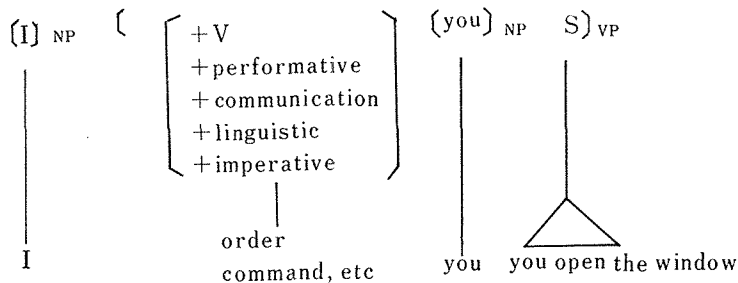 [I] NP [ +V [you] NP S] VP
+performative
+communication
+linguistic
+imperative
order
I command, etc you you open the window